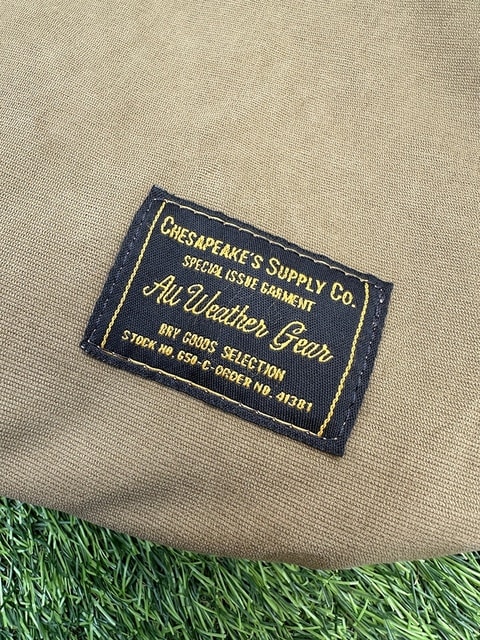 CHESAPEAKE'S SUPPLY CO.
SPECIAL ISSUE GARMENT
All Weather Gear
DRY GOODS SELECTION
STOCK NO. 650-C-ORDER NO. 41381